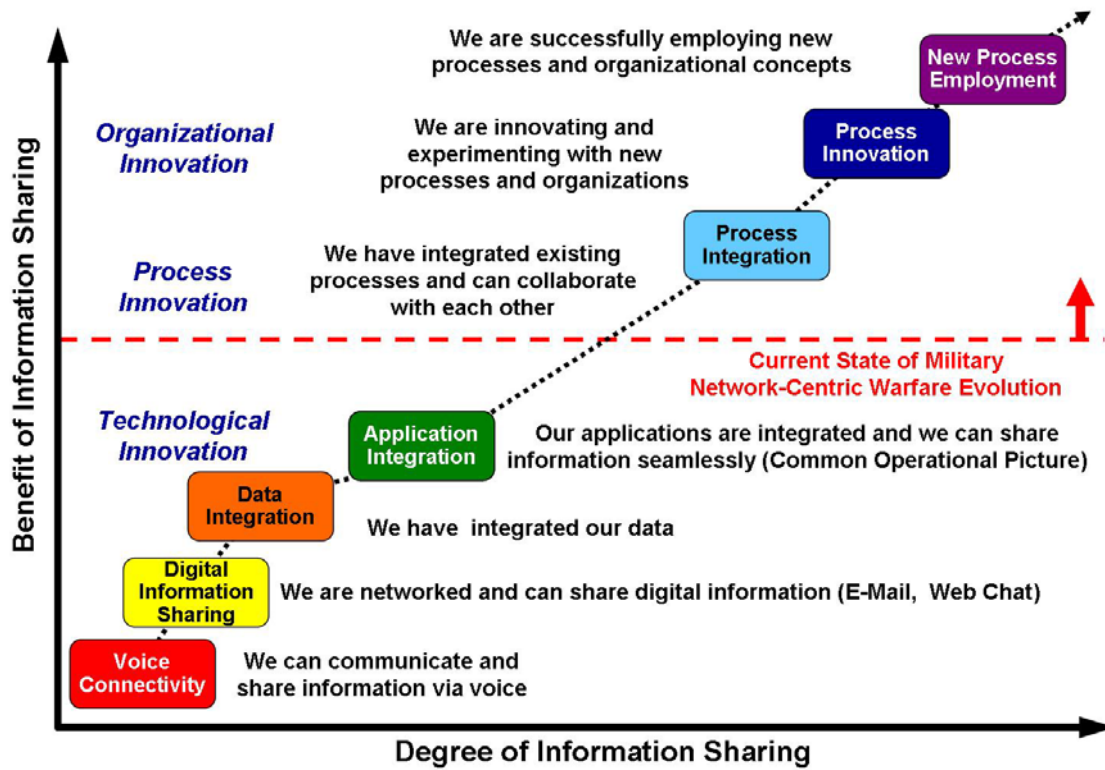 We are successfully employing new
processes and organizational concepts
New Process
Employment
Organizational
Innovation
We are innovating and
experimenting with new
processes and organizations
Process
Innovation
Process
Innovation
We have integrated existing
processes and can collaborate
with each other
Process
Integration
Current State of Military
Network-Centric Warfare Evolution
Technological
Innovation
Application
Integration
Our applications are integrated and we can share
information seamlessly (Common Operational Picture)
Data
Integration
We have integrated our data
Digital
Information
Sharing
We are networked and can share digital information (E-Mail, Web Chat)
Voice
Connectivity
We can communicate and
share information via voice
Benefit of Information Sharing
Degree of Information Sharing